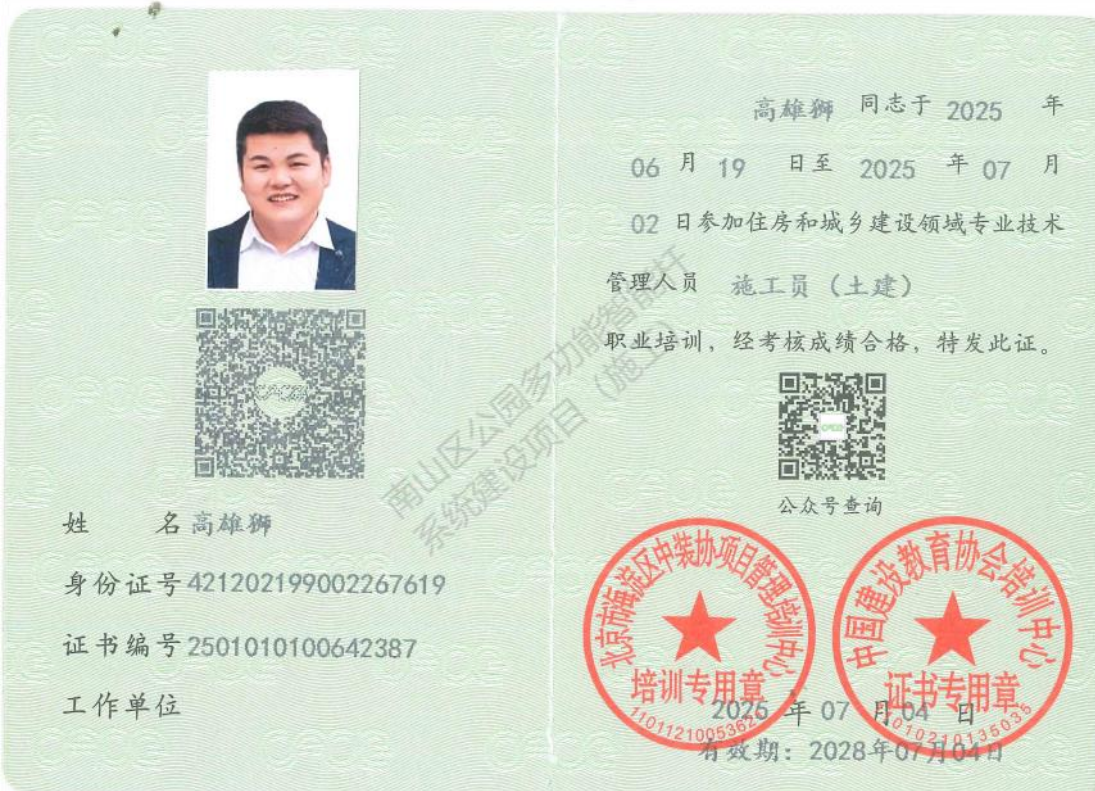 姓 名 高雄狮
身份证号 421202199002267619
证书编号 2501010100642387
工作单位
高雄狮 同志于 2025 年
06 月 19 日至 2025 年 07 月
02 日参加住房和城乡建设领域专业技术
管理人员 施工员（土建）
职业培训，经考核成绩合格，特发此证。
公众号查询
北京市海淀区中装协项目管理培训中心
培训专用章
中国建设教育协会培训中心
证书专用章
2025 年 07 月 04 日
有效期：2028年07月04日
南山区公园多功能智能杆
系统建设项目（施工）